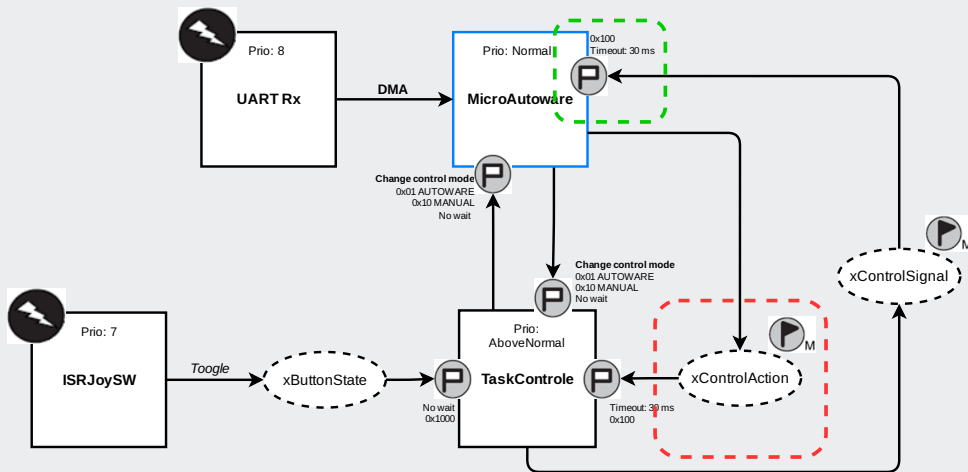 Prio: 8
UART Rx
DMA
Prio: Normal
MicroAutoware
0x100
Timeout: 30 ms
Change control mode
0x01 AUTOWARE
0x10 MANUAL
No wait
Change control mode
0x01 AUTOWARE
0x10 MANUAL
No wait
M
xControlSignal
Prio: 7
ISRJoySW
Toogle
xButtonState
No wait
0x1000
Prio:
AboveNormal
TaskControle
Timeout: 30 ms
0x100
M
xControlAction